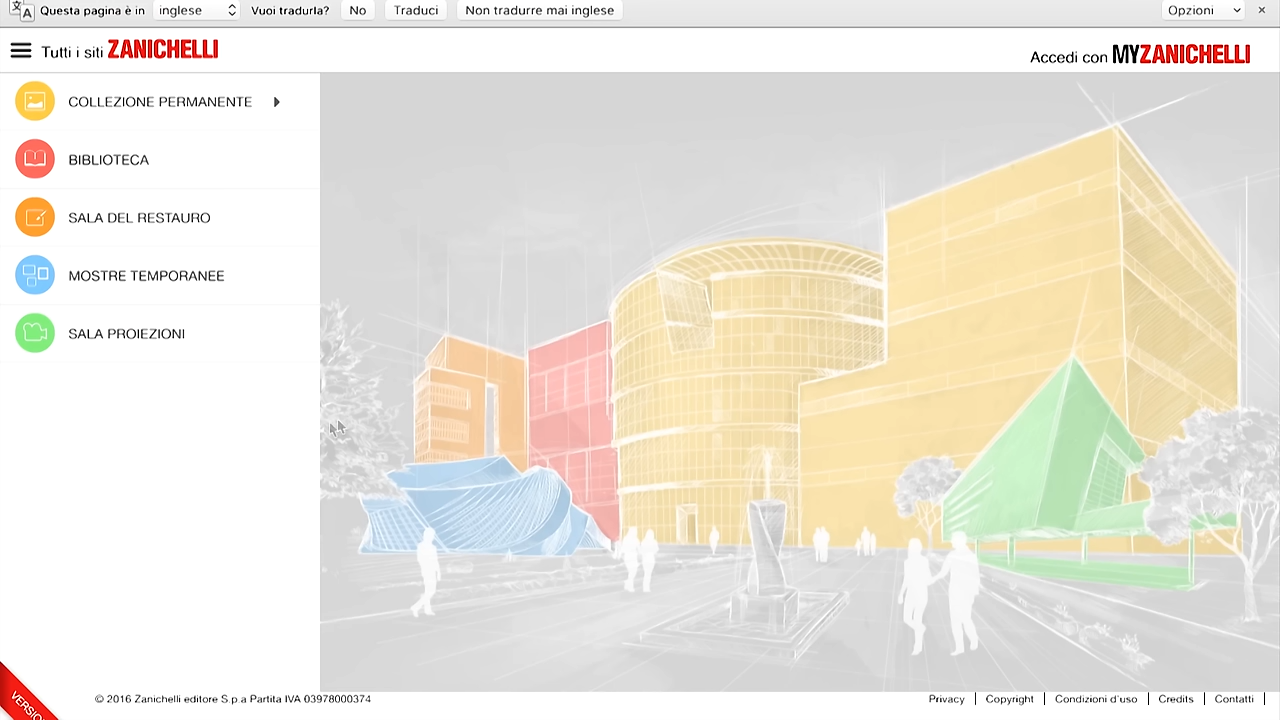 Questa pagina è in inglese Vuoi tradurla? No Traduci Non tradurre mai inglese Opzioni ×
Tutti i siti ZANICHELLI
Accedi con MYZANICHELLI
COLLEZIONE PERMANENTE
BIBLIOTECA
SALA DEL RESTAURO
MOSTRE TEMPORANEE
SALA PROIEZIONI
© 2016 Zanichelli editore S.p.a Partita IVA 03978000374
Privacy | Copyright | Condizioni d'uso | Credits | Contatti |